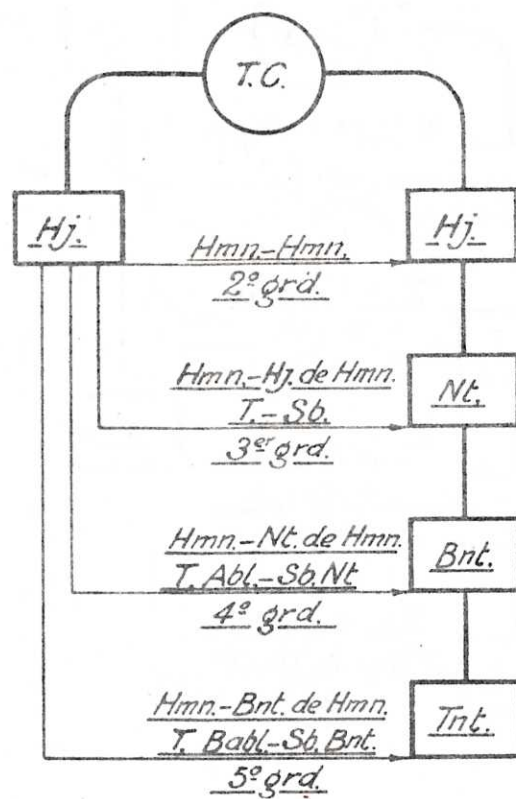 T.C.
Hj.
Hj.
Hmn.-Hmn.
2º grd.
Hmn.-Hj. de Hmn.
T.-Sb.
3er grd.
Nt.
Hmn.-Nt. de Hmn.
T. Abl.-Sb. Nt
4º grd.
Bnt.
Hmn.-Bnt. de Hmn.
T. Babl.-Sb. Bnt.
5º grd.
Tnt.